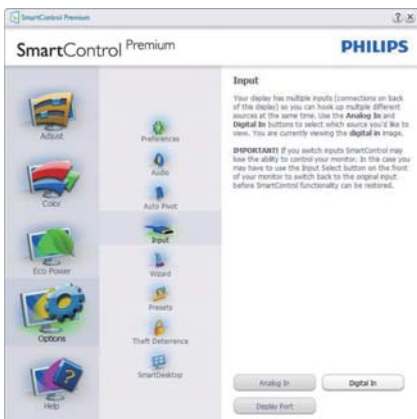 SmartControl Premium
SmartControl Premium
PHILIPS
Adjust
Color
Eco Power
Options
Help
Preferences
Audio
Auto Pivot
Input
Wizard
Presets
Theft Deterrence
SmartDesktop
Input
Your display has multiple inputs (connections on back
of this display) so you can hook up multiple different
sources at the same time. Use the Analog In and
Digital In buttons to select which source you'd like to
view. You are currently viewing the digital in image.
IMPORTANT! If you switch inputs SmartControl may
lose the ability to control your monitor. In this case you
may have to use the Input Select button on the front
of your monitor to switch back to the original input
before SmartControl functionality can be restored.
Analog In
Digital In
Display Port